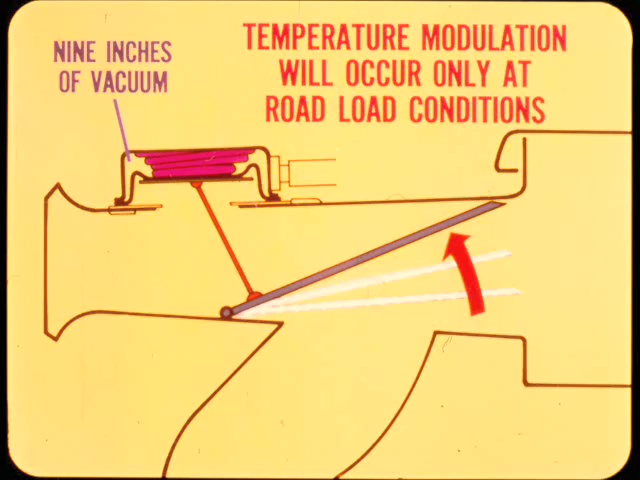 TEMPERATURE MODULATION
WILL OCCUR ONLY AT
ROAD LOAD CONDITIONS
NINE INCHES
OF VACUUM